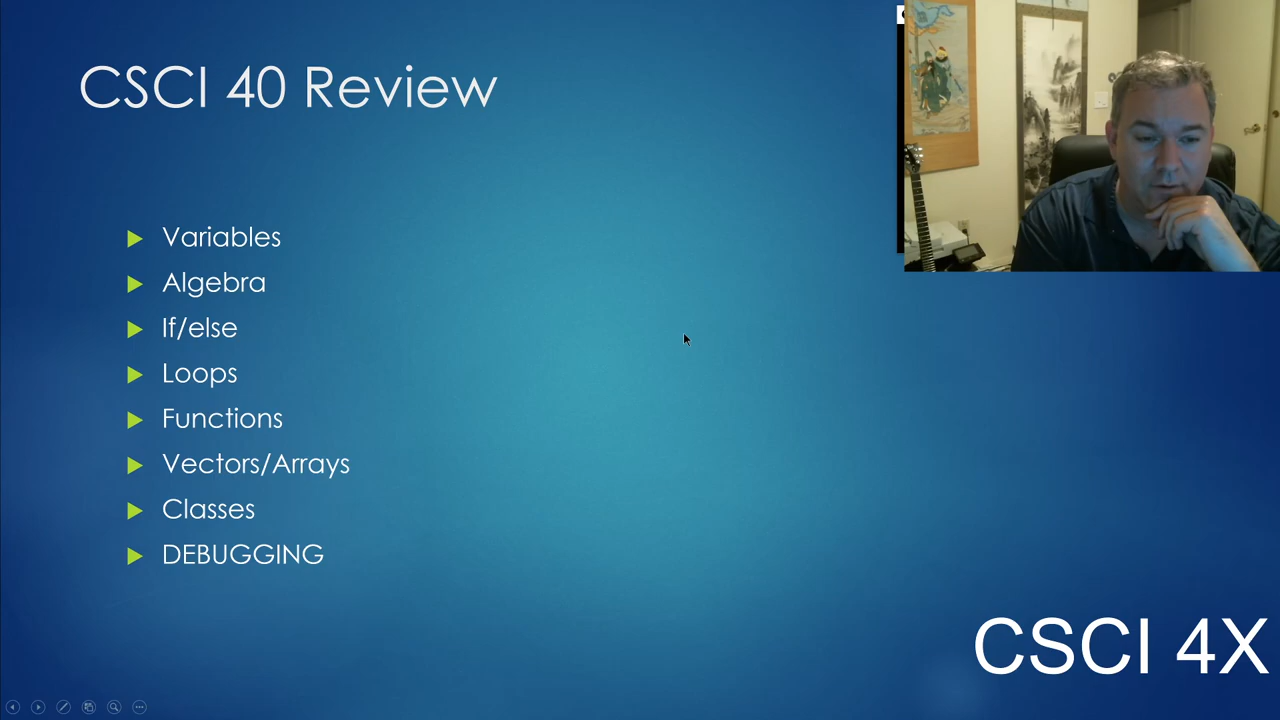 CSCI 40 Review
Variables
Algebra
If/else
Loops
Functions
Vectors/Arrays
Classes
DEBUGGING
CSCI 4X